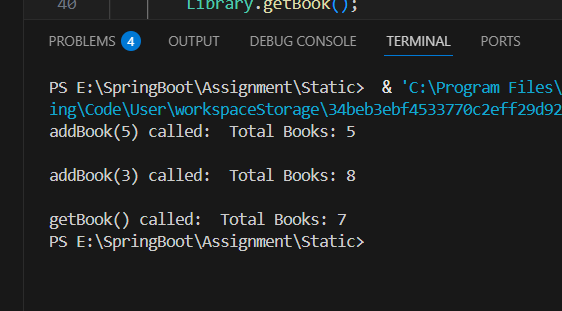 40 Library.getBook();
PROBLEMS 4 OUTPUT DEBUG CONSOLE TERMINAL PORTS
PS E:\SpringBoot\Assignment\Static> & 'C:\Program Files\
ing\Code\User\workspaceStorage\34beb3ebf4533770c2eff29d92
addBook(5) called: Total Books: 5
addBook(3) called: Total Books: 8
getBook() called: Total Books: 7
PS E:\SpringBoot\Assignment\Static>